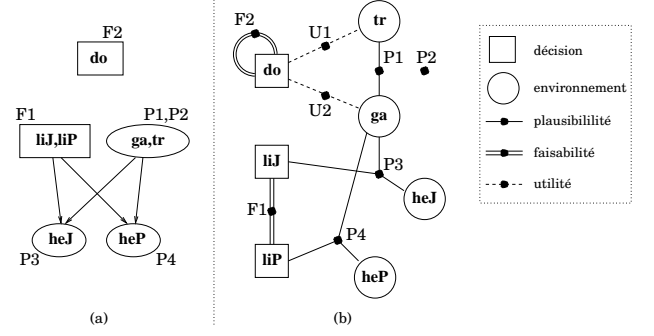 F2
do
F1
liJ,liP
P1,P2
ga,tr
heJ
heP
P3
P4
(a)
F2
do
U1
U2
tr
P1
P2
ga
liJ
F1
liP
P3
heJ
P4
heP
(b)
décision
environnement
plausibililité
faisabilité
utilité